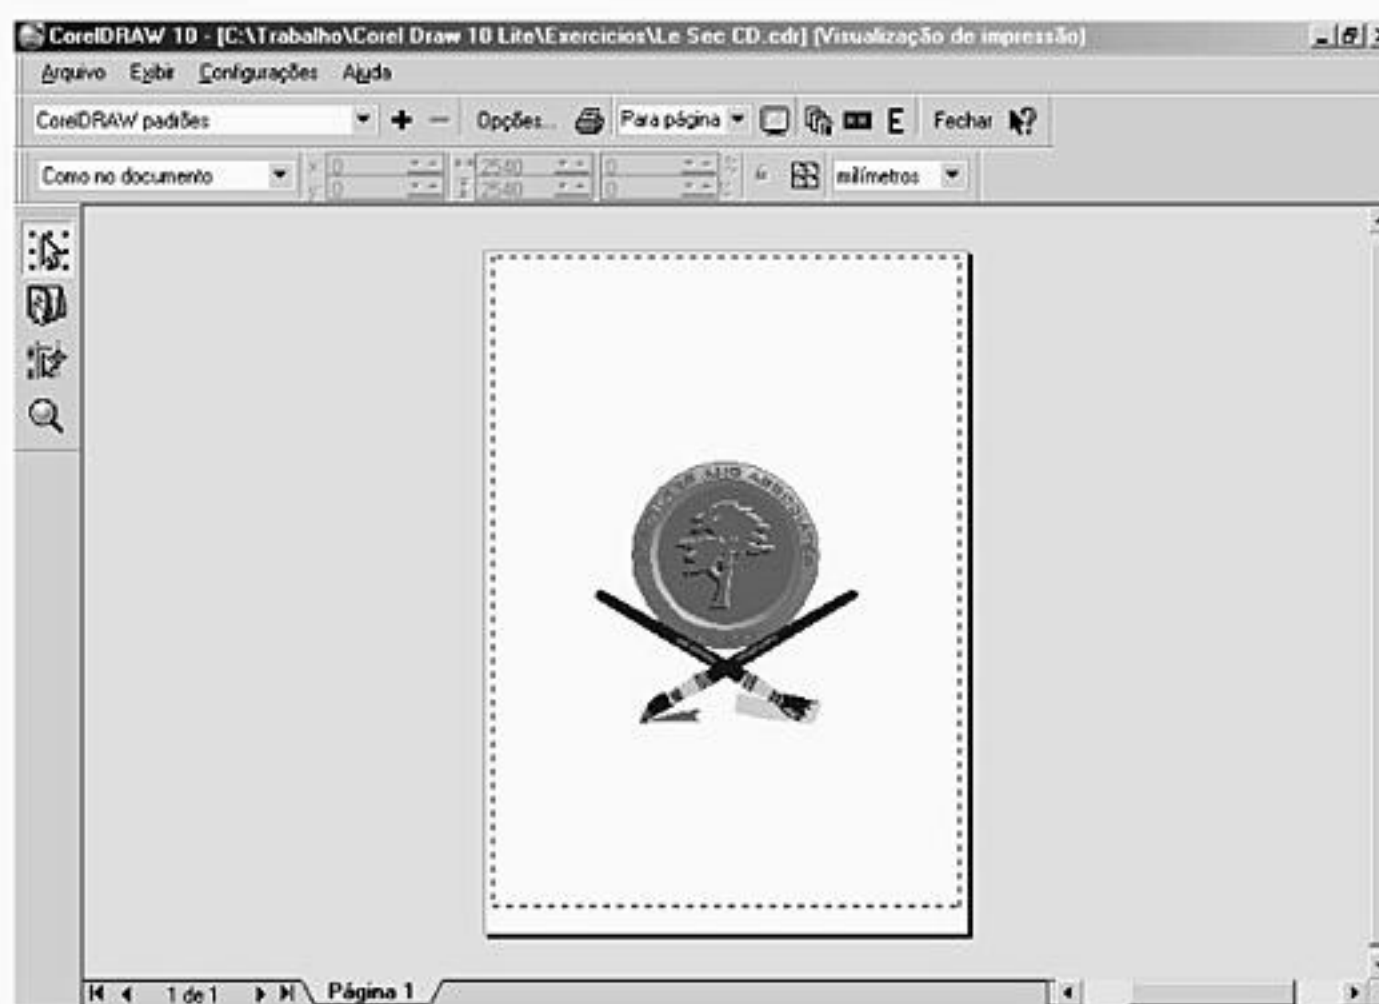 CorelDRAW 10 - [C:\Trabalho\Corel Draw 10 Lite\Exercicios\Le Sec CD.cdr] [Visualização de impressão]
Arquivo Exibir Configurações Ajuda
CorelDRAW padrões Opções... Para página E Fechar
Como no documento x 0 2540 0 milímetros
y 0 2540 0
1 de 1 Página 1